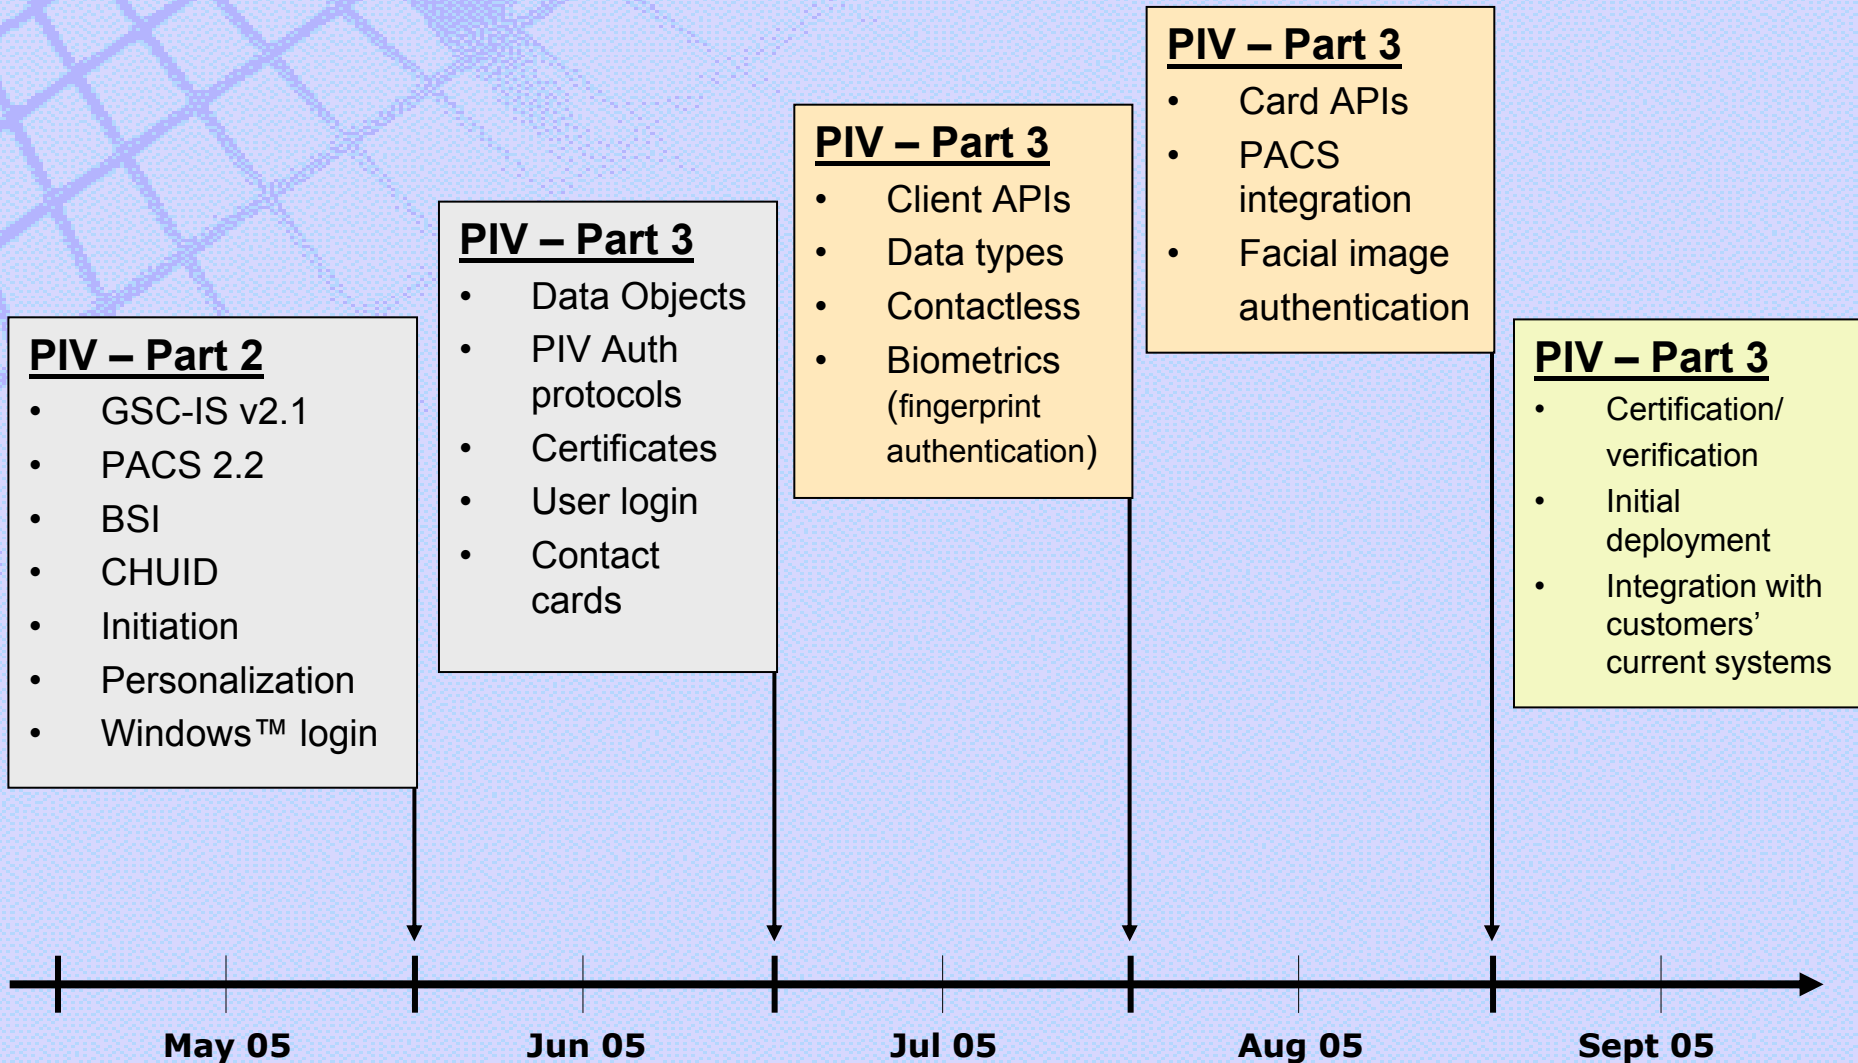 PIV – Part 2
• GSC-IS v2.1
• PACS 2.2
• BSI
• CHUID
• Initiation
• Personalization
• Windows™ login
PIV – Part 3
• Data Objects
• PIV Auth
protocols
• Certificates
• User login
• Contact
cards
PIV – Part 3
• Client APIs
• Data types
• Contactless
• Biometrics
(fingerprint
authentication)
PIV – Part 3
• Card APIs
• PACS
integration
• Facial image
authentication
PIV – Part 3
• Certification/
verification
• Initial
deployment
• Integration with
customers’
current systems
May 05
Jun 05
Jul 05
Aug 05
Sept 05